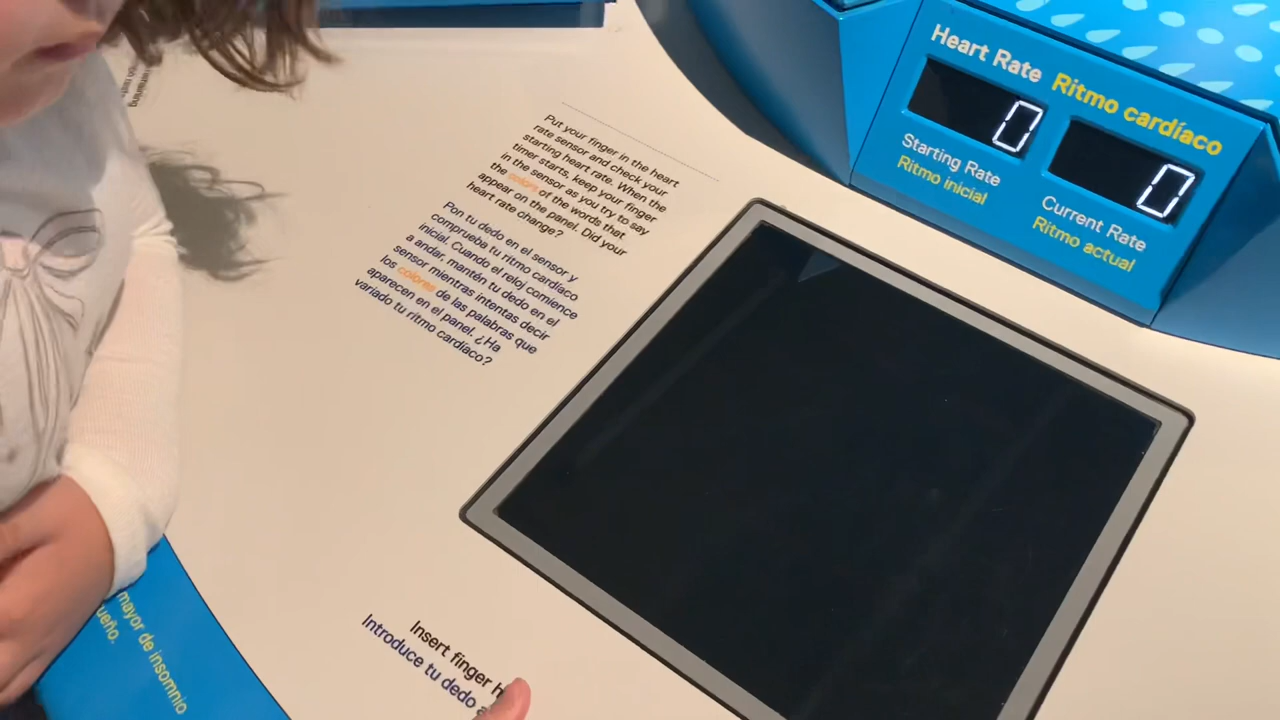 Heart Rate Ritmo cardíaco
0
0
Starting Rate
Ritmo inicial
Current Rate
Ritmo actual
Put your finger in the heart
rate sensor and check your
starting heart rate. When the
timer starts, keep your finger
in the sensor as you try to say
the colors of the words that
appear on the panel. Did your
heart rate change?
Pon tu dedo en el sensor y
comprueba tu ritmo cardíaco
inicial. Cuando el reloj comience
a andar, mantén tu dedo en el
sensor mientras intentas decir
los colores de las palabras que
aparecen en el panel. ¿Ha
variado tu ritmo cardíaco?
Insert finger
Introduce tu dedo
mayor de insomnio